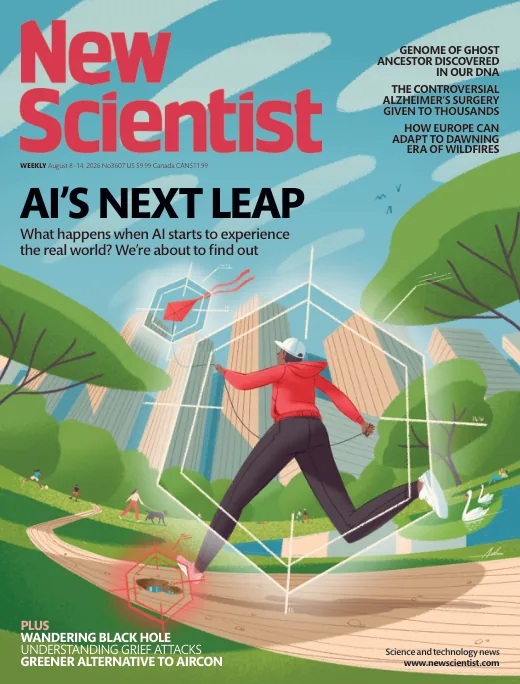 New
Scientist
WEEKLY August 8-14 2026 No3607 US$9.99 Canada CAN$11.99
GENOME OF GHOST
ANCESTOR DISCOVERED
IN OUR DNA
THE CONTROVERSIAL
ALZHEIMER'S SURGERY
GIVEN TO THOUSANDS
HOW EUROPE CAN
ADAPT TO DAWNING
ERA OF WILDFIRES
AI'S NEXT LEAP
What happens when AI starts to experience
the real world? We're about to find out
PLUS
WANDERING BLACK HOLE
UNDERSTANDING GRIEF ATTACKS
GREENER ALTERNATIVE TO AIRCON
Science and technology news
www.newscientist.com